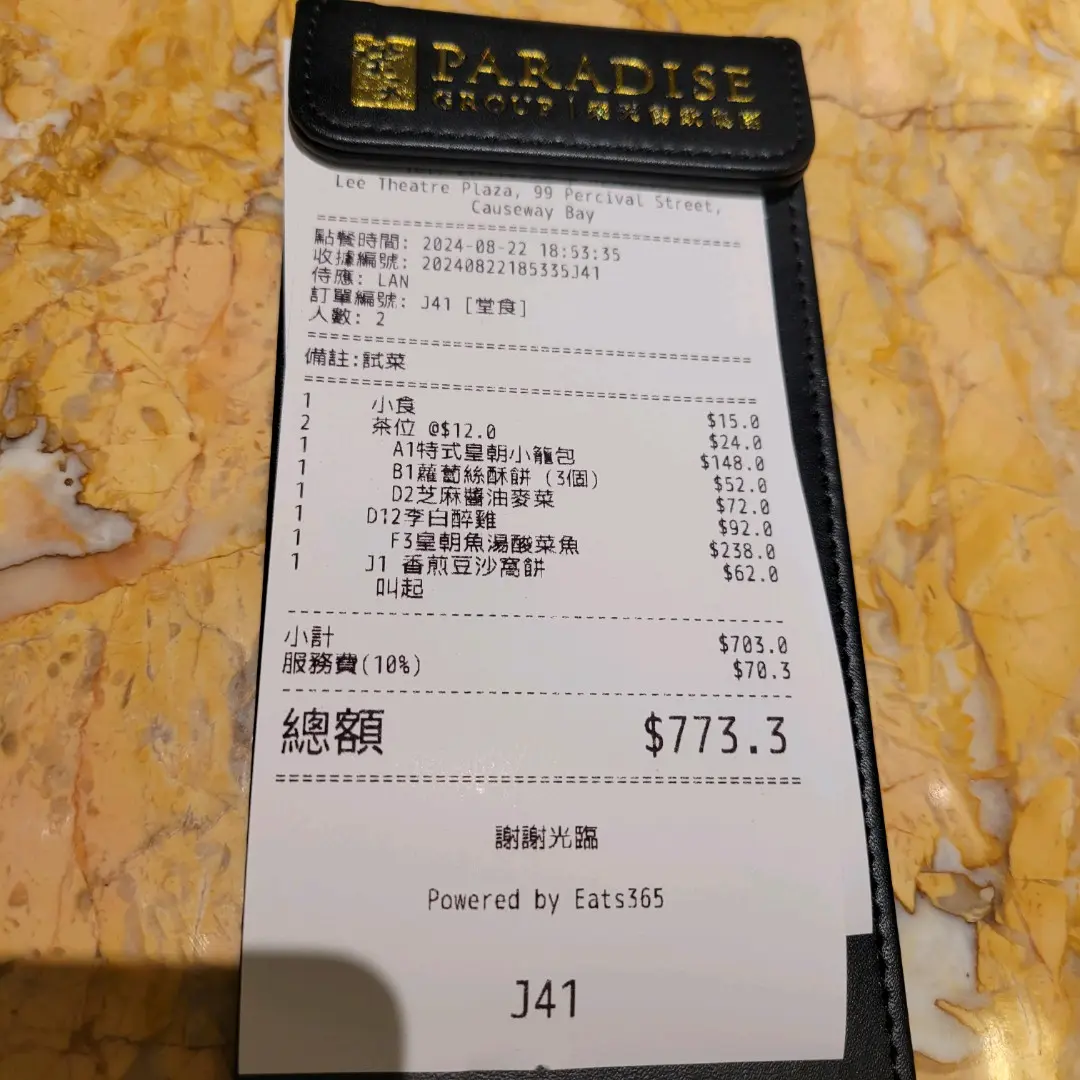 PARADISE
GROUP | 樂天餐飲集團
Lee Theatre Plaza, 99 Percival Street,
Causeway Bay
點餐時間: 2024-08-22 18:53:35
收據編號: 20240822185335J41
侍應: LAN
訂單編號: J41 [堂食]
人數: 2
備註:試菜
1 小食 $15.0
2 茶位 @$12.0 $24.0
1 A1特式皇朝小籠包 $148.0
1 B1蘿蔔絲酥餅 (3個) $52.0
1 D2芝麻醬油麥菜 $72.0
1 D12李白醉雞 $92.0
1 F3皇朝魚湯酸菜魚 $238.0
1 J1 香煎豆沙窩餅 $62.0
叫起
小計 $703.0
服務費(10%) $70.3
總額 $773.3
謝謝光臨
Powered by Eats365
J41